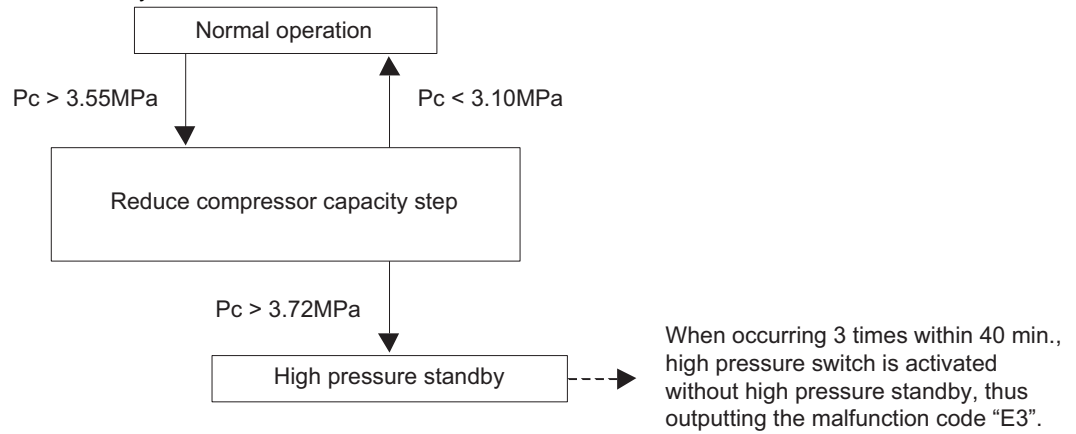 Normal operation
Pc > 3.55MPa
Pc < 3.10MPa
Reduce compressor capacity step
Pc > 3.72MPa
High pressure standby
When occurring 3 times within 40 min.,
high pressure switch is activated
without high pressure standby, thus
outputting the malfunction code “E3”.